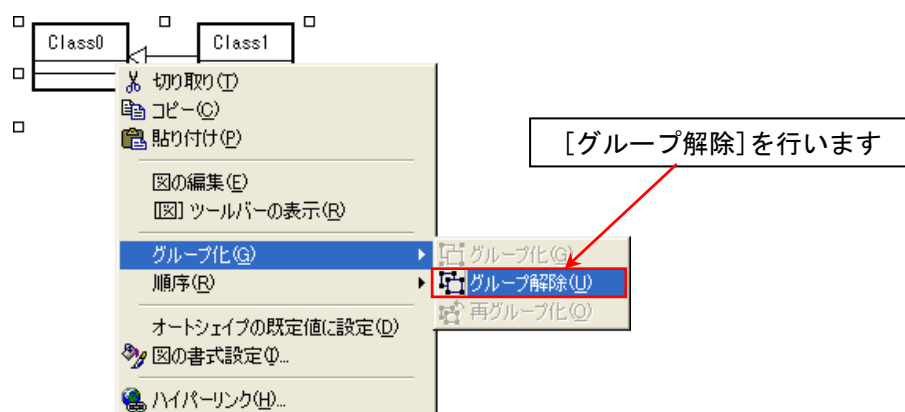 Class0
Class1
切り取り(T)
コピー(C)
貼り付け(P)
[グループ解除]を行います
図の編集(E)
[図] ツールバーの表示(R)
グループ化(G)
グループ化(G)
順序(R)
グループ解除(U)
再グループ化(O)
オートシェイプの既定値に設定(D)
図の書式設定(I)...
ハイパーリンク(H)...